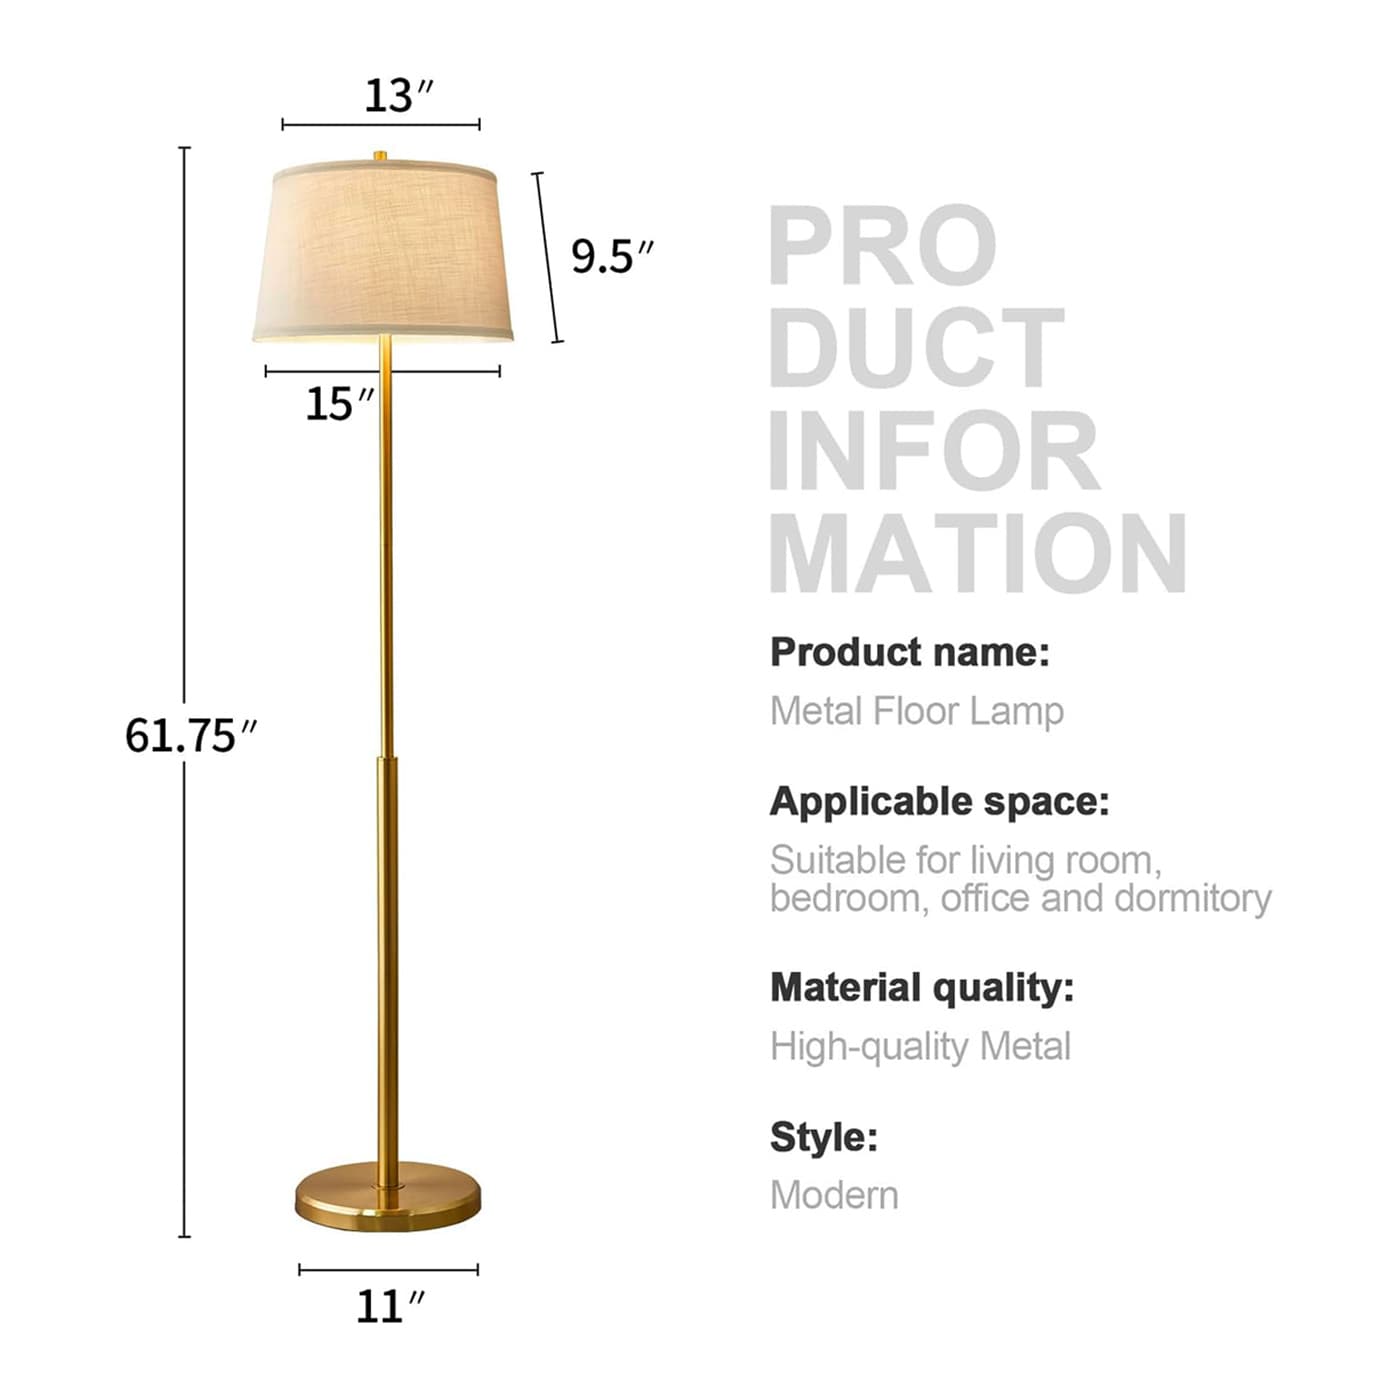 13″
9.5″
15″
61.75″
11″
PRO
DUCT
INFOR
MATION
Product name:
Metal Floor Lamp
Applicable space:
Suitable for living room,
bedroom, office and dormitory
Material quality:
High-quality Metal
Style:
Modern